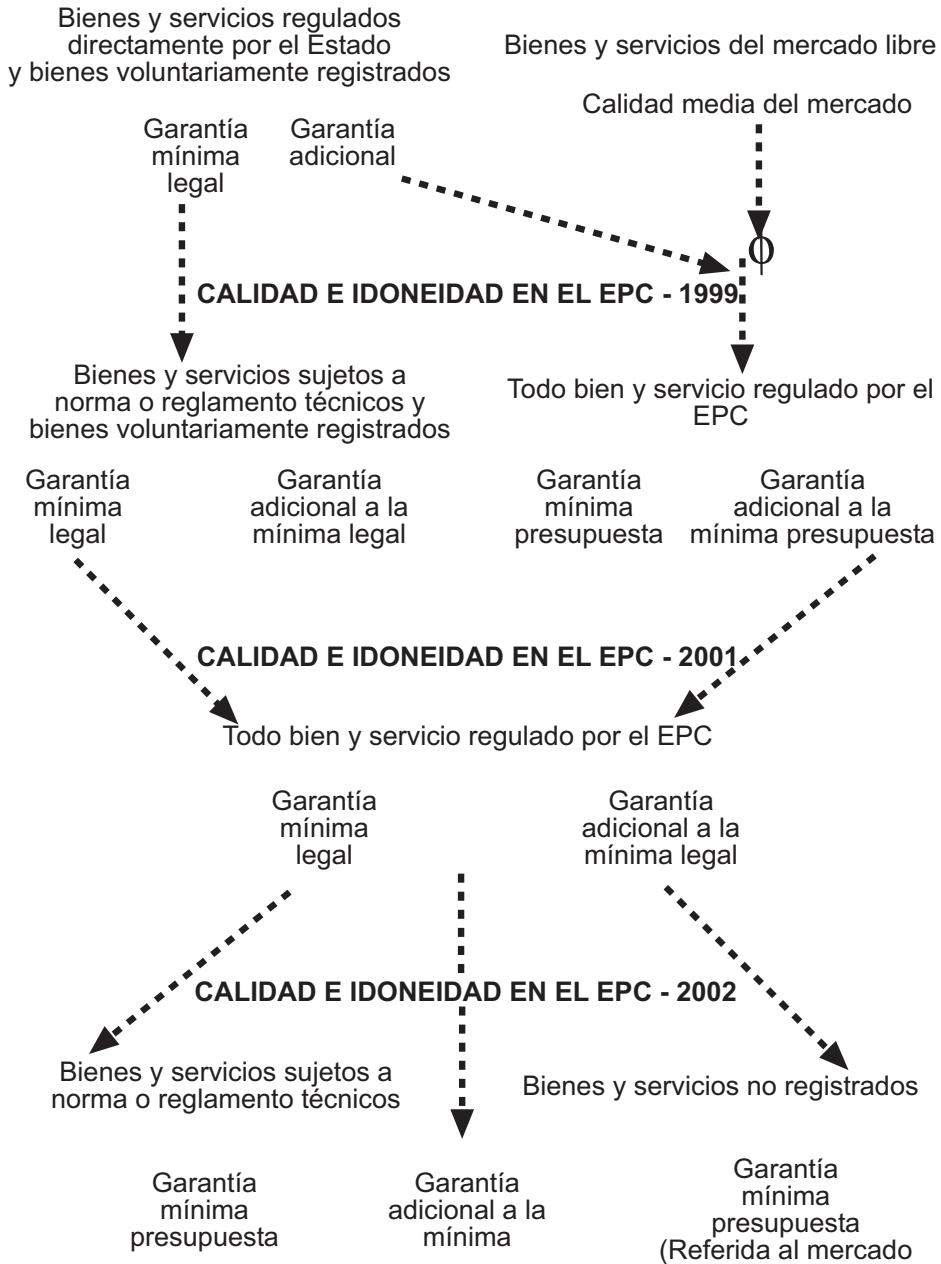 Bienes y servicios regulados
directamente por el Estado
y bienes voluntariamente registrados
Bienes y servicios del mercado libre
Calidad media del mercado
Garantía
mínima
legal
Garantía
adicional
ф
CALIDAD E IDONEIDAD EN EL EPC - 1999
Bienes y servicios sujetos a
norma o reglamento técnicos y
bienes voluntariamente registrados
Todo bien y servicio regulado por el
EPC
Garantía
mínima
legal
Garantía
adicional a la
mínima legal
Garantía
mínima
presupuesta
Garantía
adicional a la
mínima presupuesta
CALIDAD E IDONEIDAD EN EL EPC - 2001
Todo bien y servicio regulado por el EPC
Garantía
mínima
legal
Garantía
adicional a la
mínima legal
CALIDAD E IDONEIDAD EN EL EPC - 2002
Bienes y servicios sujetos a
norma o reglamento técnicos
Bienes y servicios no registrados
Garantía
mínima
presupuesta
Garantía
adicional a la
mínima
Garantía
mínima
presupuesta
(Referida al mercado